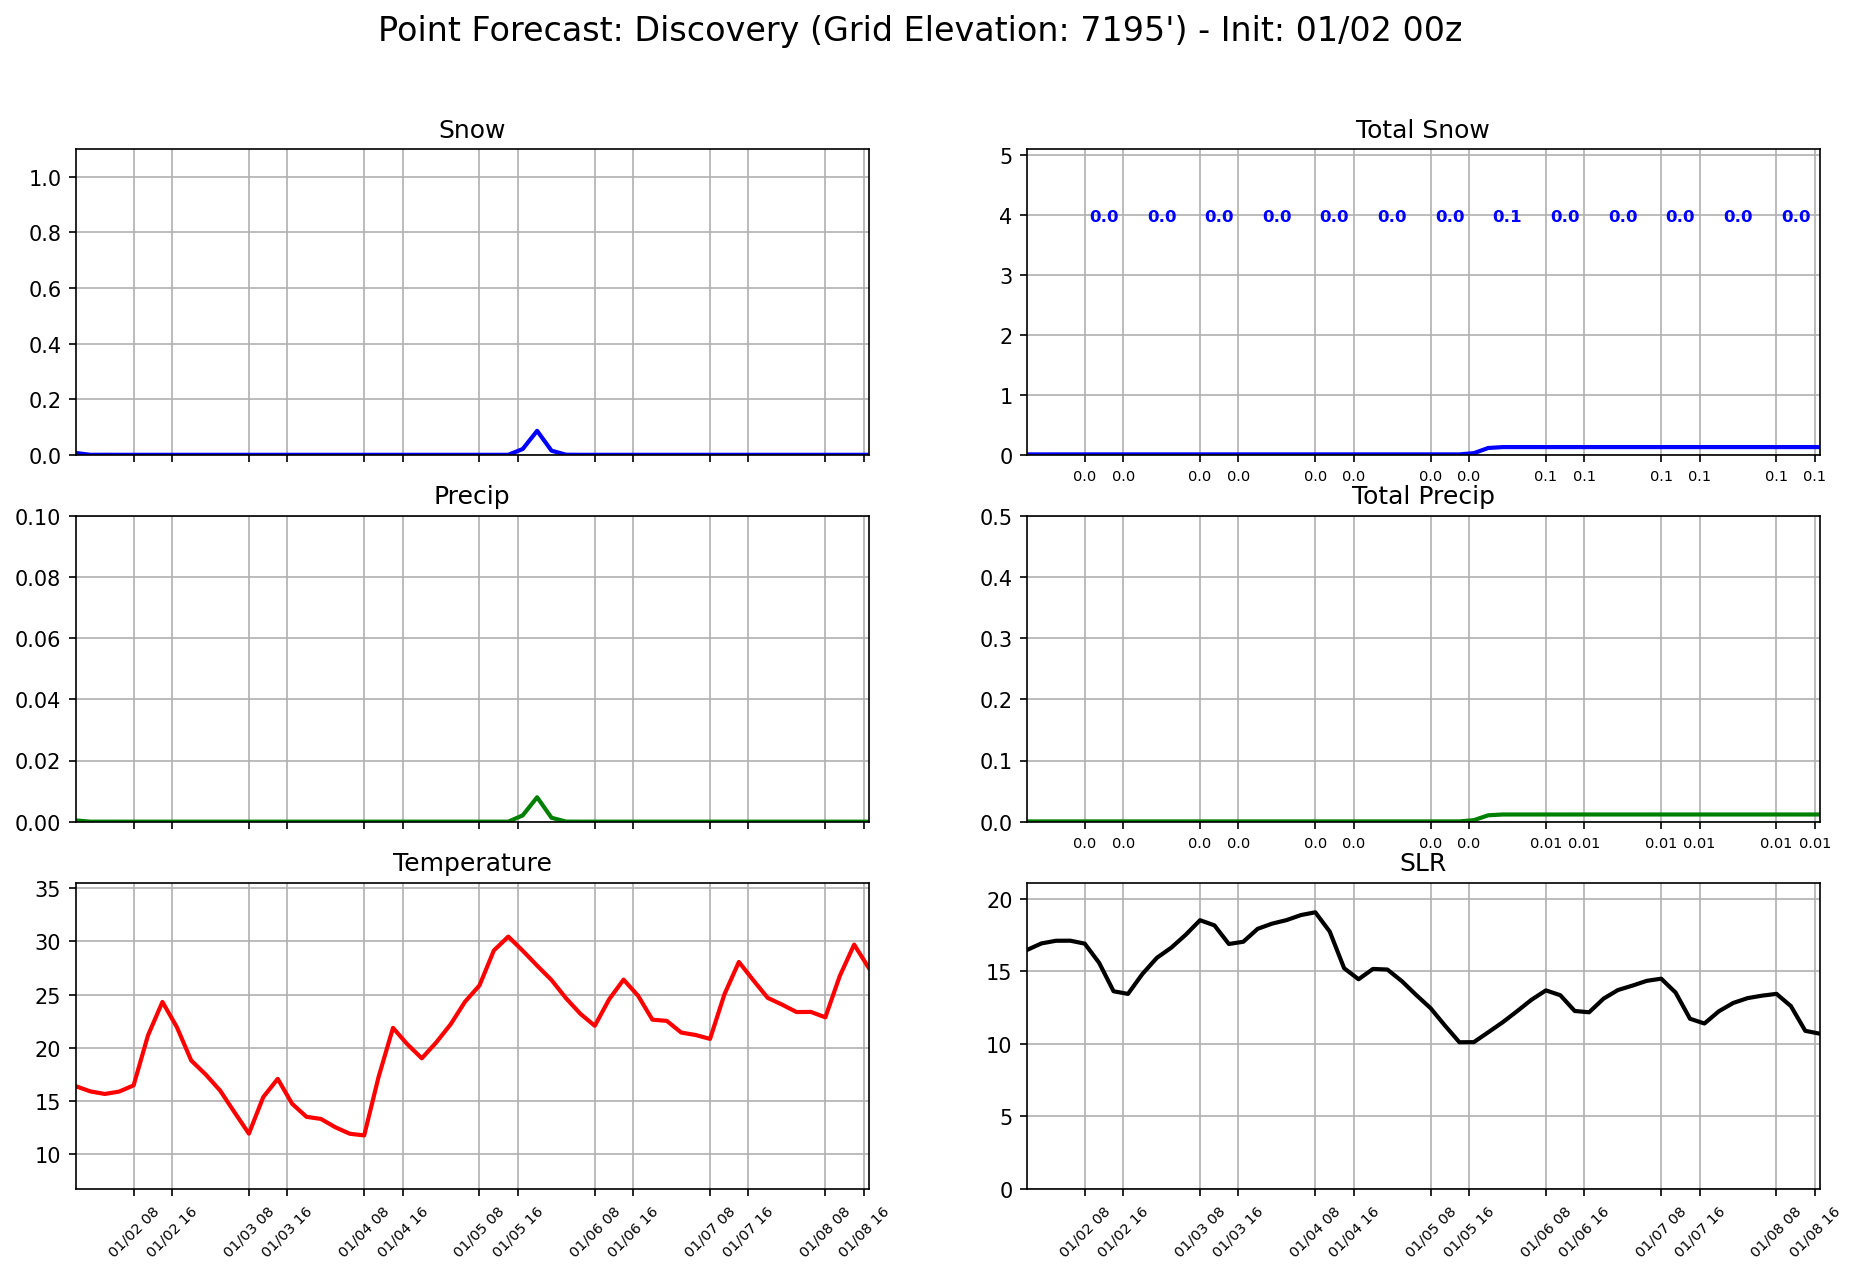 Point Forecast: Discovery (Grid Elevation: 7195') - Init: 01/02 00z
Snow
1.0
0.8
0.6
0.4
0.2
0.0
Total Snow
5
4
3
2
1
0
0.0 0.0 0.0 0.0 0.0 0.0 0.0 0.1 0.0 0.0 0.0 0.0 0.0
0.0 0.0 0.0 0.0 0.0 0.0 0.0 0.0 0.1 0.1 0.1 0.1 0.1 0.1
Precip
0.10
0.08
0.06
0.04
0.02
0.00
Total Precip
0.5
0.4
0.3
0.2
0.1
0.0
0.0 0.0 0.0 0.0 0.0 0.0 0.0 0.0 0.01 0.01 0.01 0.01 0.01 0.01
Temperature
35
30
25
20
15
10
01/02 08 01/02 16 01/03 08 01/03 16 01/04 08 01/04 16 01/05 08 01/05 16 01/06 08 01/06 16 01/07 08 01/07 16 01/08 08 01/08 16
SLR
20
15
10
5
0
01/02 08 01/02 16 01/03 08 01/03 16 01/04 08 01/04 16 01/05 08 01/05 16 01/06 08 01/06 16 01/07 08 01/07 16 01/08 08 01/08 16